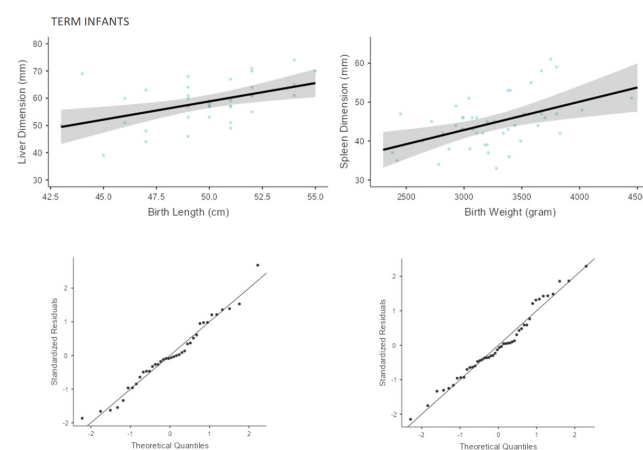 TERM INFANTS
80
70
60
50
40
30
Liver Dimension (mm)
42.5 45.0 47.5 50.0 52.5 55.0
Birth Length (cm)
60
50
40
30
Spleen Dimension (mm)
2500 3000 3500 4000 4500
Birth Weight (gram)
2
1
0
-1
-2
Standardized Residuals
-2 -1 0 1 2
Theoretical Quantiles
2
1
0
-1
-2
Standardized Residuals
-2 -1 0 1 2
Theoretical Quantiles